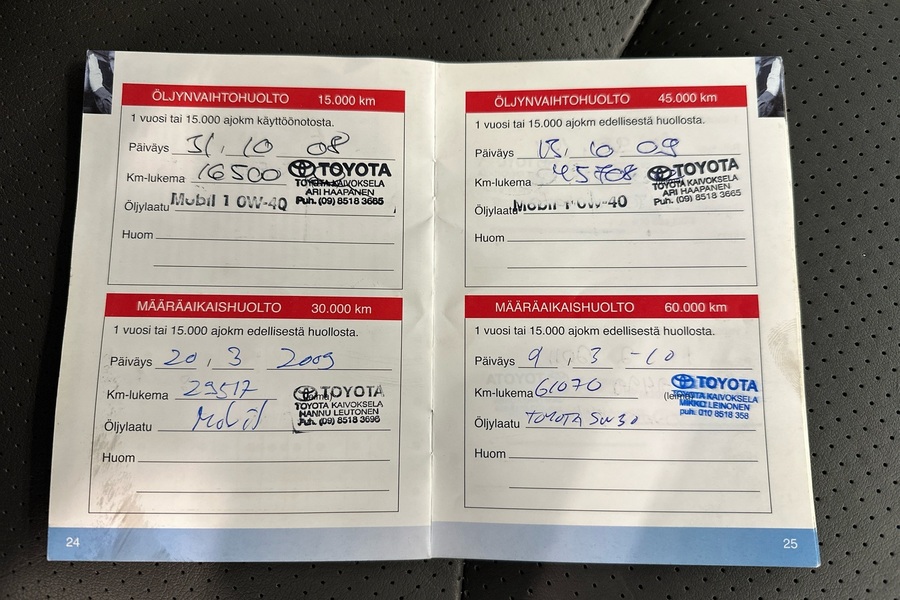 ÖLJYNVAIHTOHUOLTO 15.000 km
1 vuosi tai 15.000 ajokm käyttöönotosta.
Päiväys 31. 10 08
Km-lukema 16500
TOYOTA
TOYOTA KAIVOKSELA
ARI HAAPANEN
Puh. (09) 8518 3665
Öljylaatu Mobil 1 0W-40
Huom
MÄÄRÄAIKAISHUOLTO 30.000 km
1 vuosi tai 15.000 ajokm edellisestä huollosta.
Päiväys 20 , 3 2009
Km-lukema 29517
(leima)
TOYOTA
TOYOTA KAIVOKSELA
HANNU LEUTONEN
Puh. (09) 8518 3696
Öljylaatu Mobil
Huom
24
ÖLJYNVAIHTOHUOLTO 45.000 km
1 vuosi tai 15.000 ajokm edellisestä huollosta.
Päiväys 13. 10 09
Km-lukema 45708
TOYOTA
TOYOTA KAIVOKSELA
ARI HAAPANEN
Puh. (09) 8518 3665
Öljylaatu Mobil 1 0W-40
Huom
MÄÄRÄAIKAISHUOLTO 60.000 km
1 vuosi tai 15.000 ajokm edellisestä huollosta.
Päiväys 9 , 3 -10
Km-lukema 61070
(leima)
TOYOTA
TOYOTA KAIVOKSELA
LEINONEN
puh. 010 8518 358
Öljylaatu TOYOTA 5W30
Huom
25